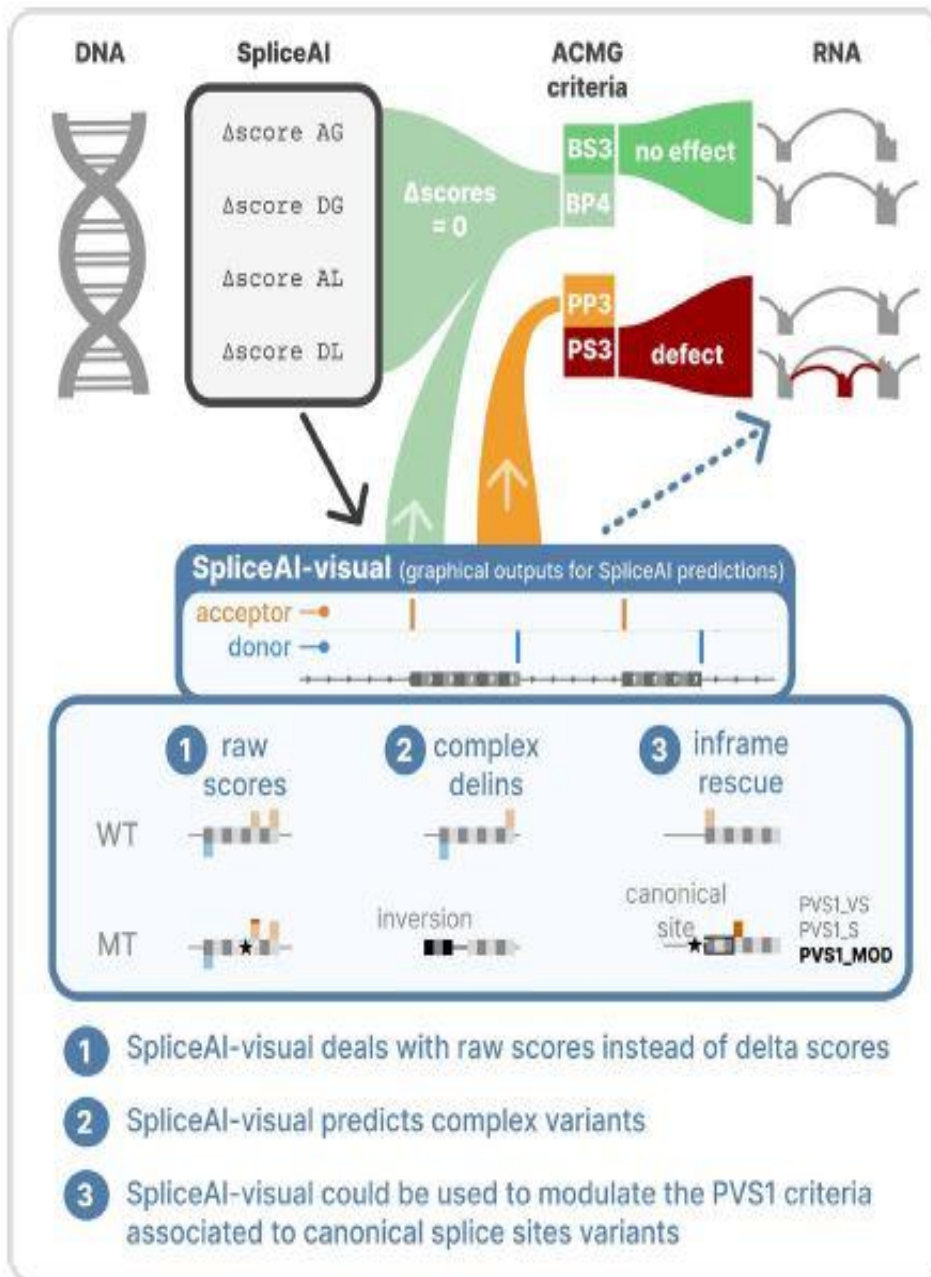 DNA
SpliceAI
ACMG
criteria
RNA
Δscore AG
Δscore DG
Δscore AL
Δscore DL
Δscores
= 0
BS3
no effect
BP4
PP3
PS3
defect
SpliceAI-visual (graphical outputs for SpliceAI predictions)
acceptor
donor
1 raw
scores
2 complex
delins
3 inframe
rescue
WT
MT
inversion
canonical
site
PVS1_VS
PVS1_S
PVS1_MOD
1 SpliceAI-visual deals with raw scores instead of delta scores
2 SpliceAI-visual predicts complex variants
3 SpliceAI-visual could be used to modulate the PVS1 criteria
associated to canonical splice sites variants